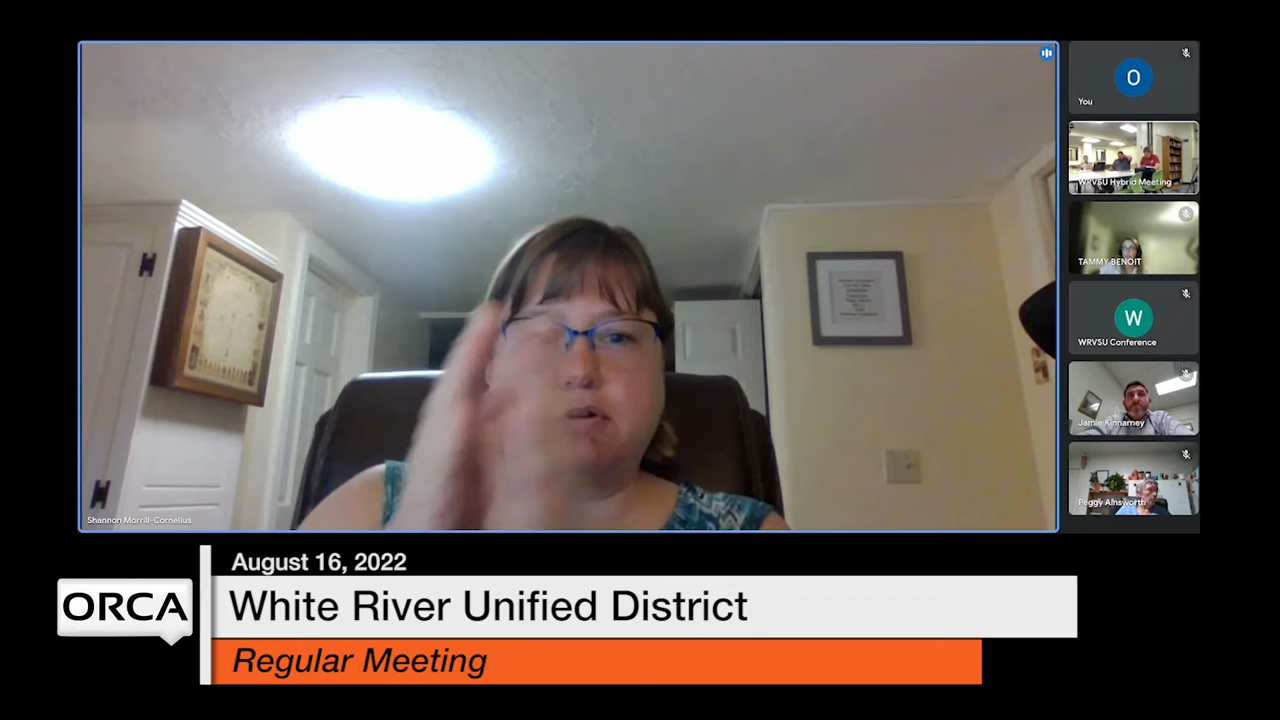 Shannon Morrill-Cornelius
O
You
WRVSU Hybrid Meeting
TAMMY BENOIT
W
WRVSU Conference
Jamie Kinnarney
Peggy Ainsworth
August 16, 2022
ORCA
White River Unified District
Regular Meeting